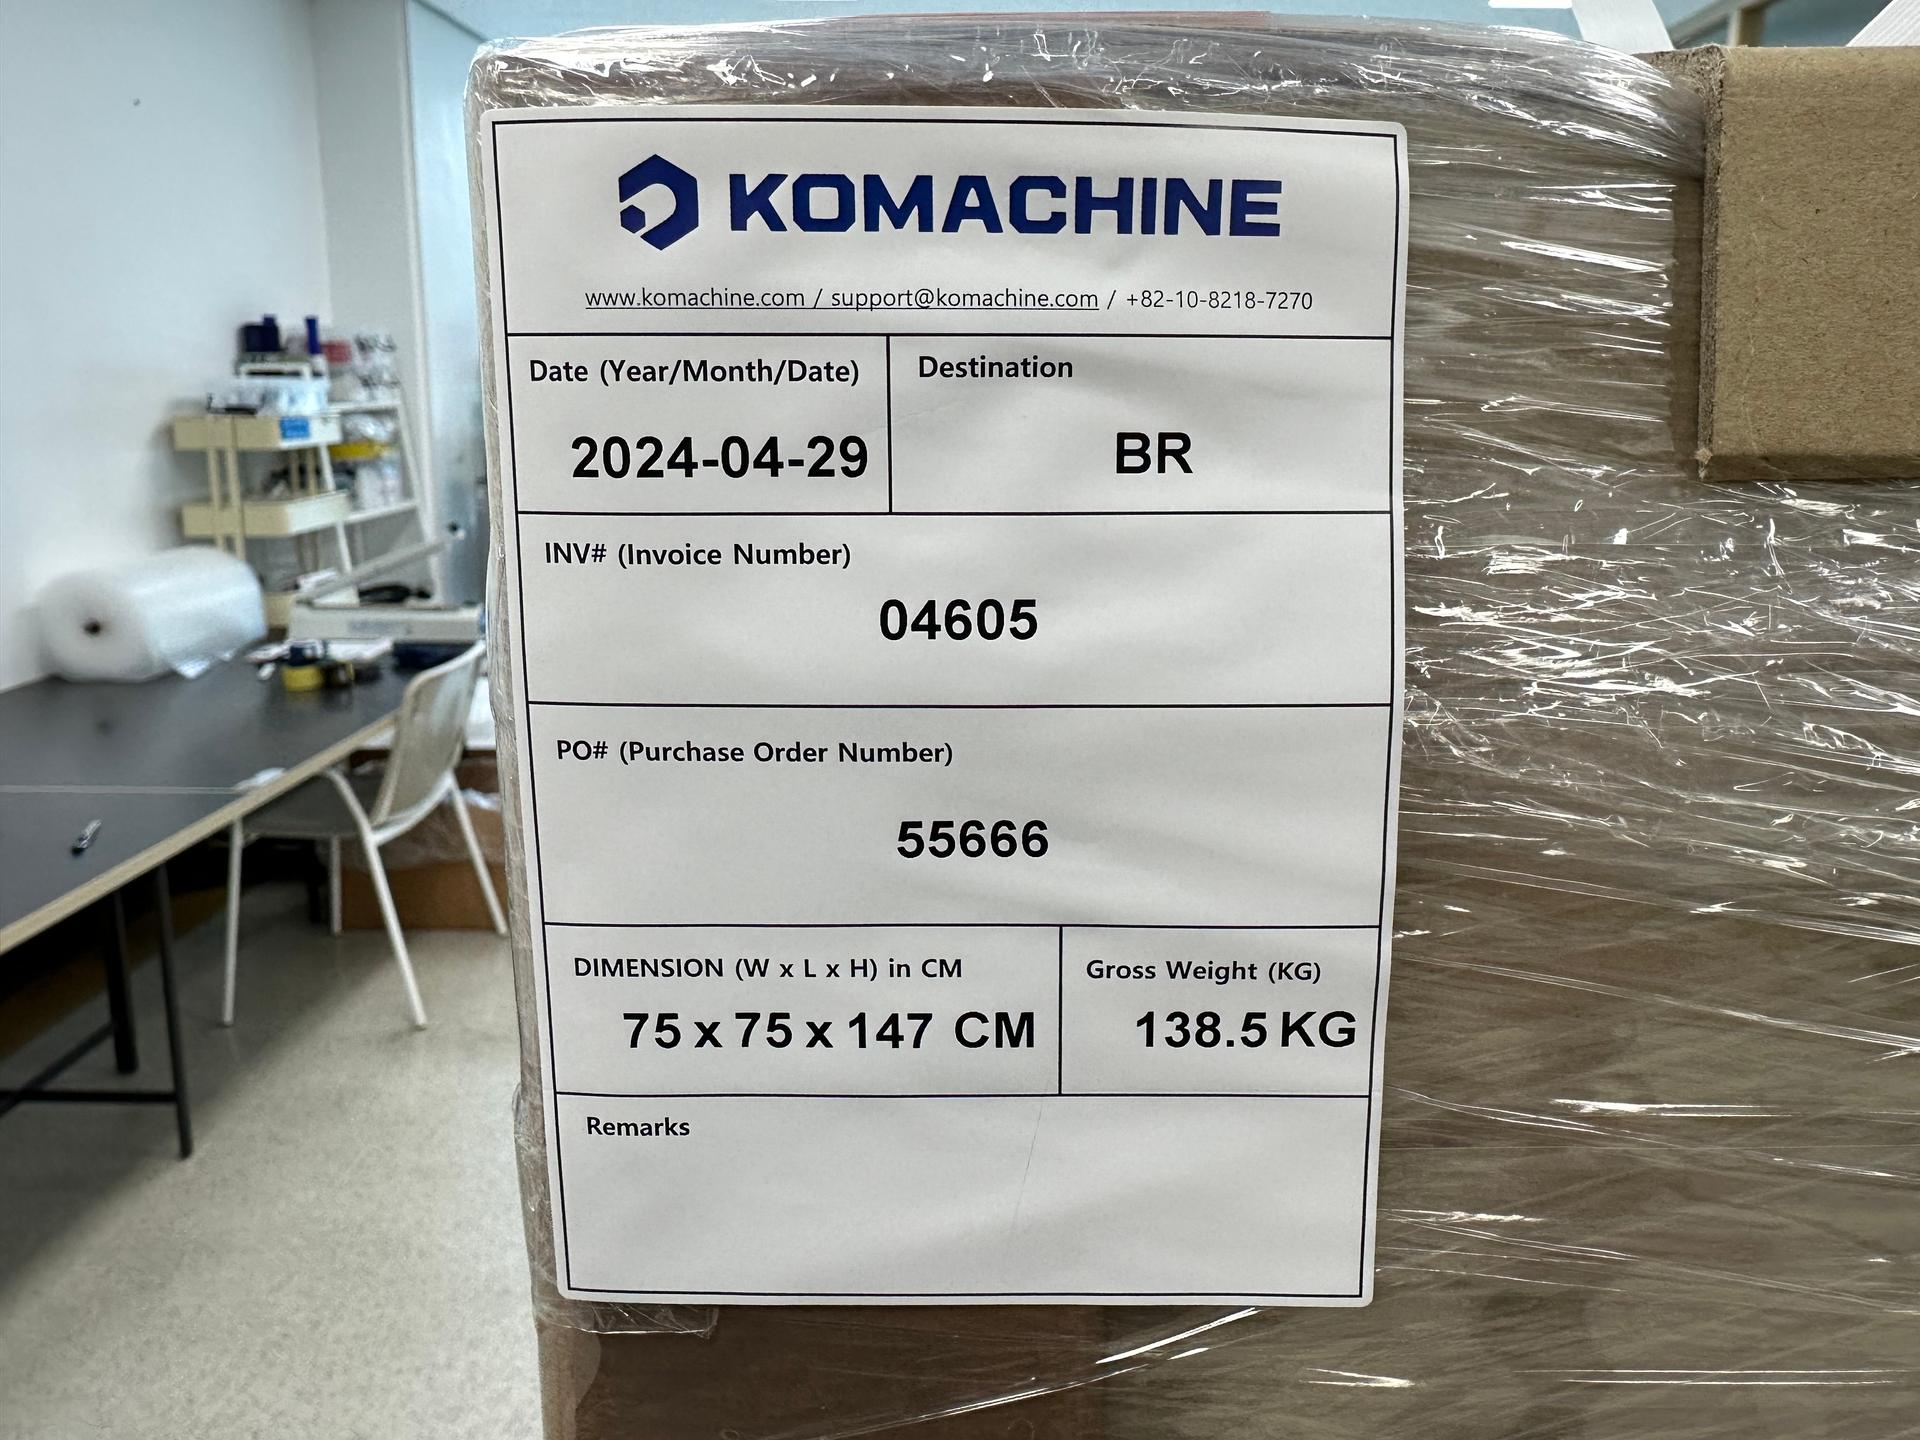 KOMACHINE
www.komachine.com / support@komachine.com / +82-10-8218-7270
Date (Year/Month/Date)
2024-04-29
Destination
BR
INV# (Invoice Number)
04605
PO# (Purchase Order Number)
55666
DIMENSION (W x L x H) in CM
75 x 75 x 147 CM
Gross Weight (KG)
138.5 KG
Remarks